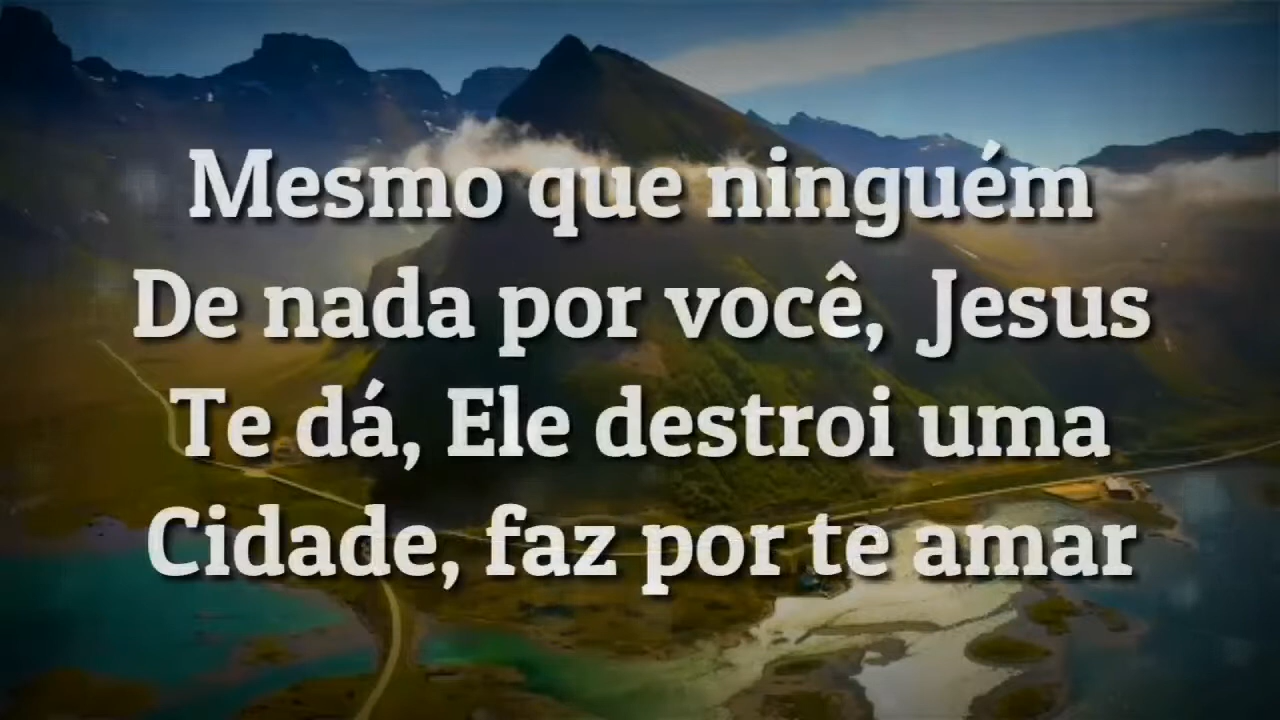 Mesmo que ninguém
De nada por você, Jesus
Te dá, Ele destroi uma
Cidade, faz por te amar